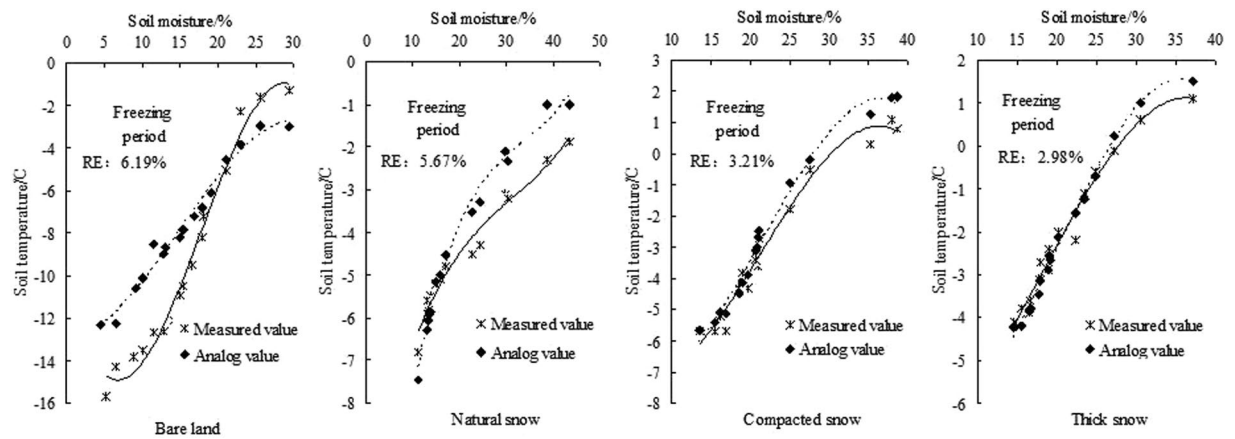 Soil moisture/%
0 5 10 15 20 25 30
Soil temperature/C
0
-2
-4
-6
-8
-10
-12
-14
-16
Freezing
period
RE：6.19%
Measured value
Analog value
Bare land
Soil moisture/%
0 10 20 30 40 50
Soil temperature/C
0
-1
-2
-3
-4
-5
-6
-7
-8
Freezing
period
RE：5.67%
Measured value
Analog value
Natural snow
Soil moisture/%
10 15 20 25 30 35 40
Soil temperature/C
3
2
1
0
-1
-2
-3
-4
-5
-6
-7
-8
Freezing
period
RE：3.21%
Measured value
Analog value
Compacted snow
Soil moisture/%
10 15 20 25 30 35 40
Soil temperature/C
2
1
0
-1
-2
-3
-4
-5
-6
Freezing
period
RE：2.98%
Measured value
Analog value
Thick snow